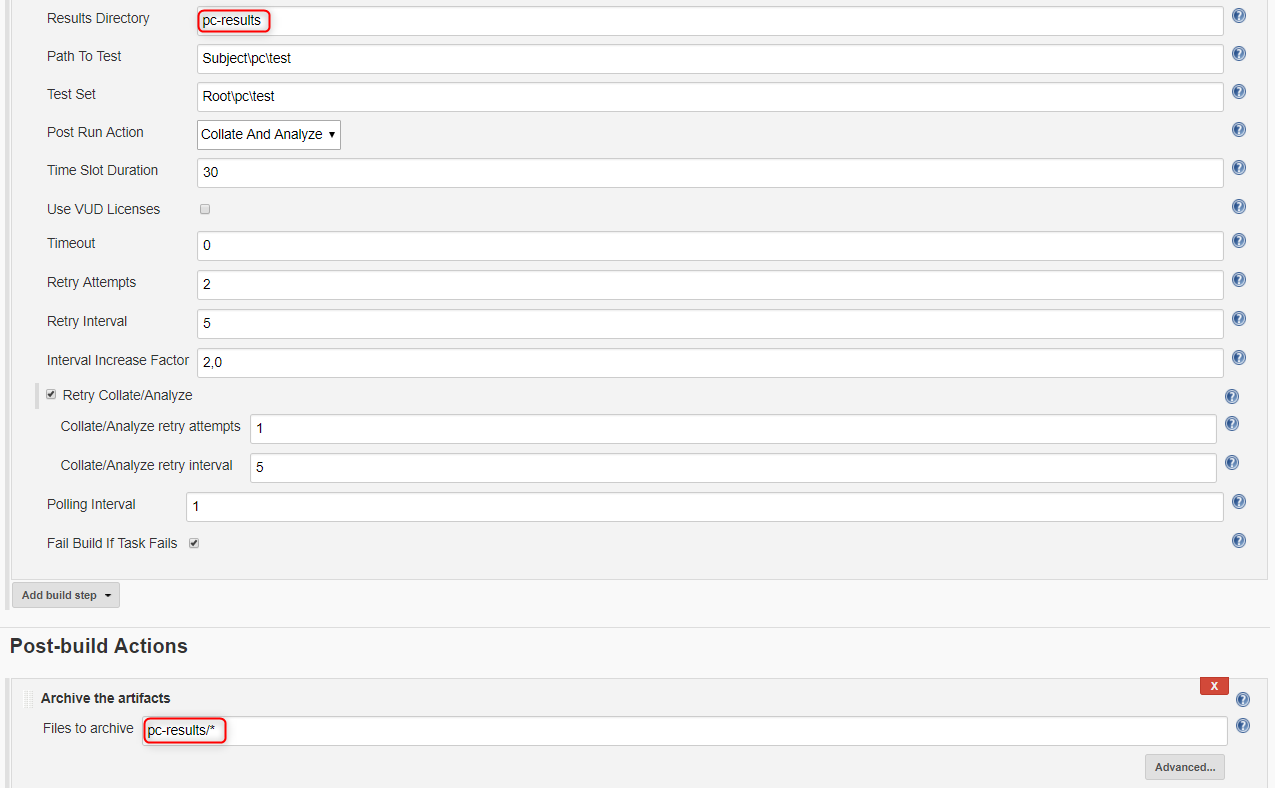 Results Directory pc-results
Path To Test Subject\pc\test
Test Set Root\pc\test
Post Run Action Collate And Analyze
Time Slot Duration 30
Use VUD Licenses
Timeout 0
Retry Attempts 2
Retry Interval 5
Interval Increase Factor 2,0
Retry Collate/Analyze
Collate/Analyze retry attempts 1
Collate/Analyze retry interval 5
Polling Interval 1
Fail Build If Task Fails
Add build step
Post-build Actions
X
Archive the artifacts
Files to archive pc-results/*
Advanced...